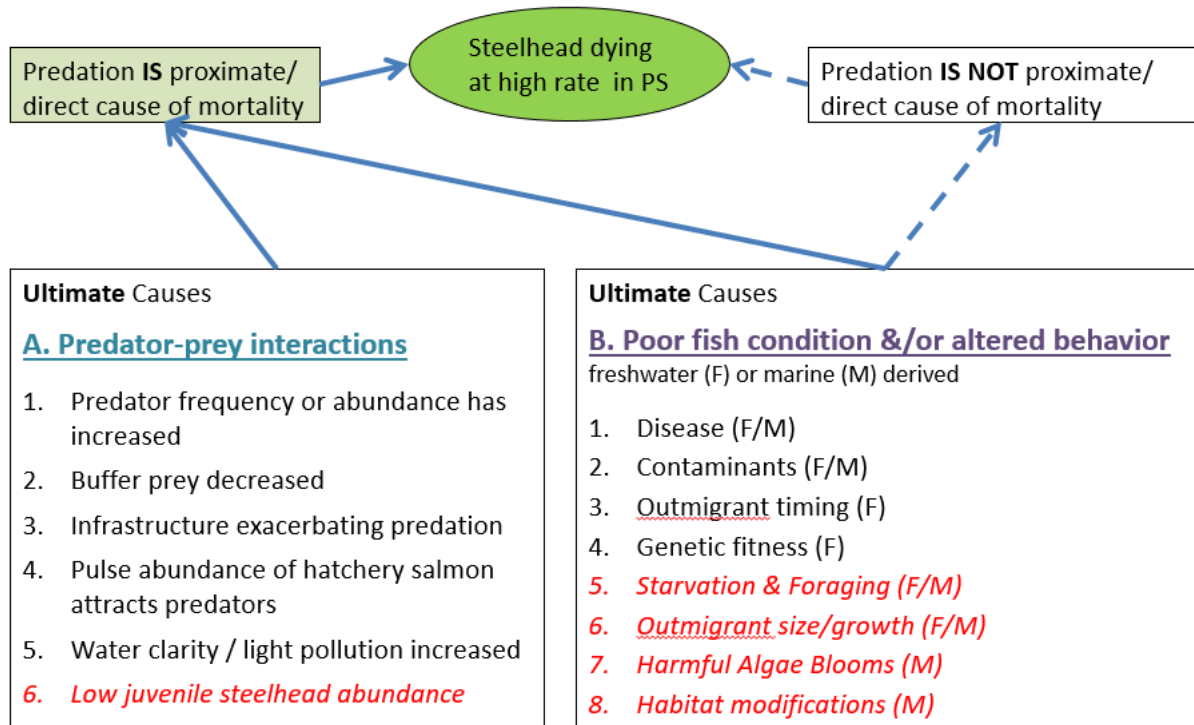 Predation IS proximate/
direct cause of mortality
Steelhead dying
at high rate in PS
Predation IS NOT proximate/
direct cause of mortality
Ultimate Causes
A. Predator-prey interactions
1. Predator frequency or abundance has
increased
2. Buffer prey decreased
3. Infrastructure exacerbating predation
4. Pulse abundance of hatchery salmon
attracts predators
5. Water clarity / light pollution increased
6. Low juvenile steelhead abundance
Ultimate Causes
B. Poor fish condition &/or altered behavior
freshwater (F) or marine (M) derived
1. Disease (F/M)
2. Contaminants (F/M)
3. Outmigrant timing (F)
4. Genetic fitness (F)
5. Starvation & Foraging (F/M)
6. Outmigrant size/growth (F/M)
7. Harmful Algae Blooms (M)
8. Habitat modifications (M)